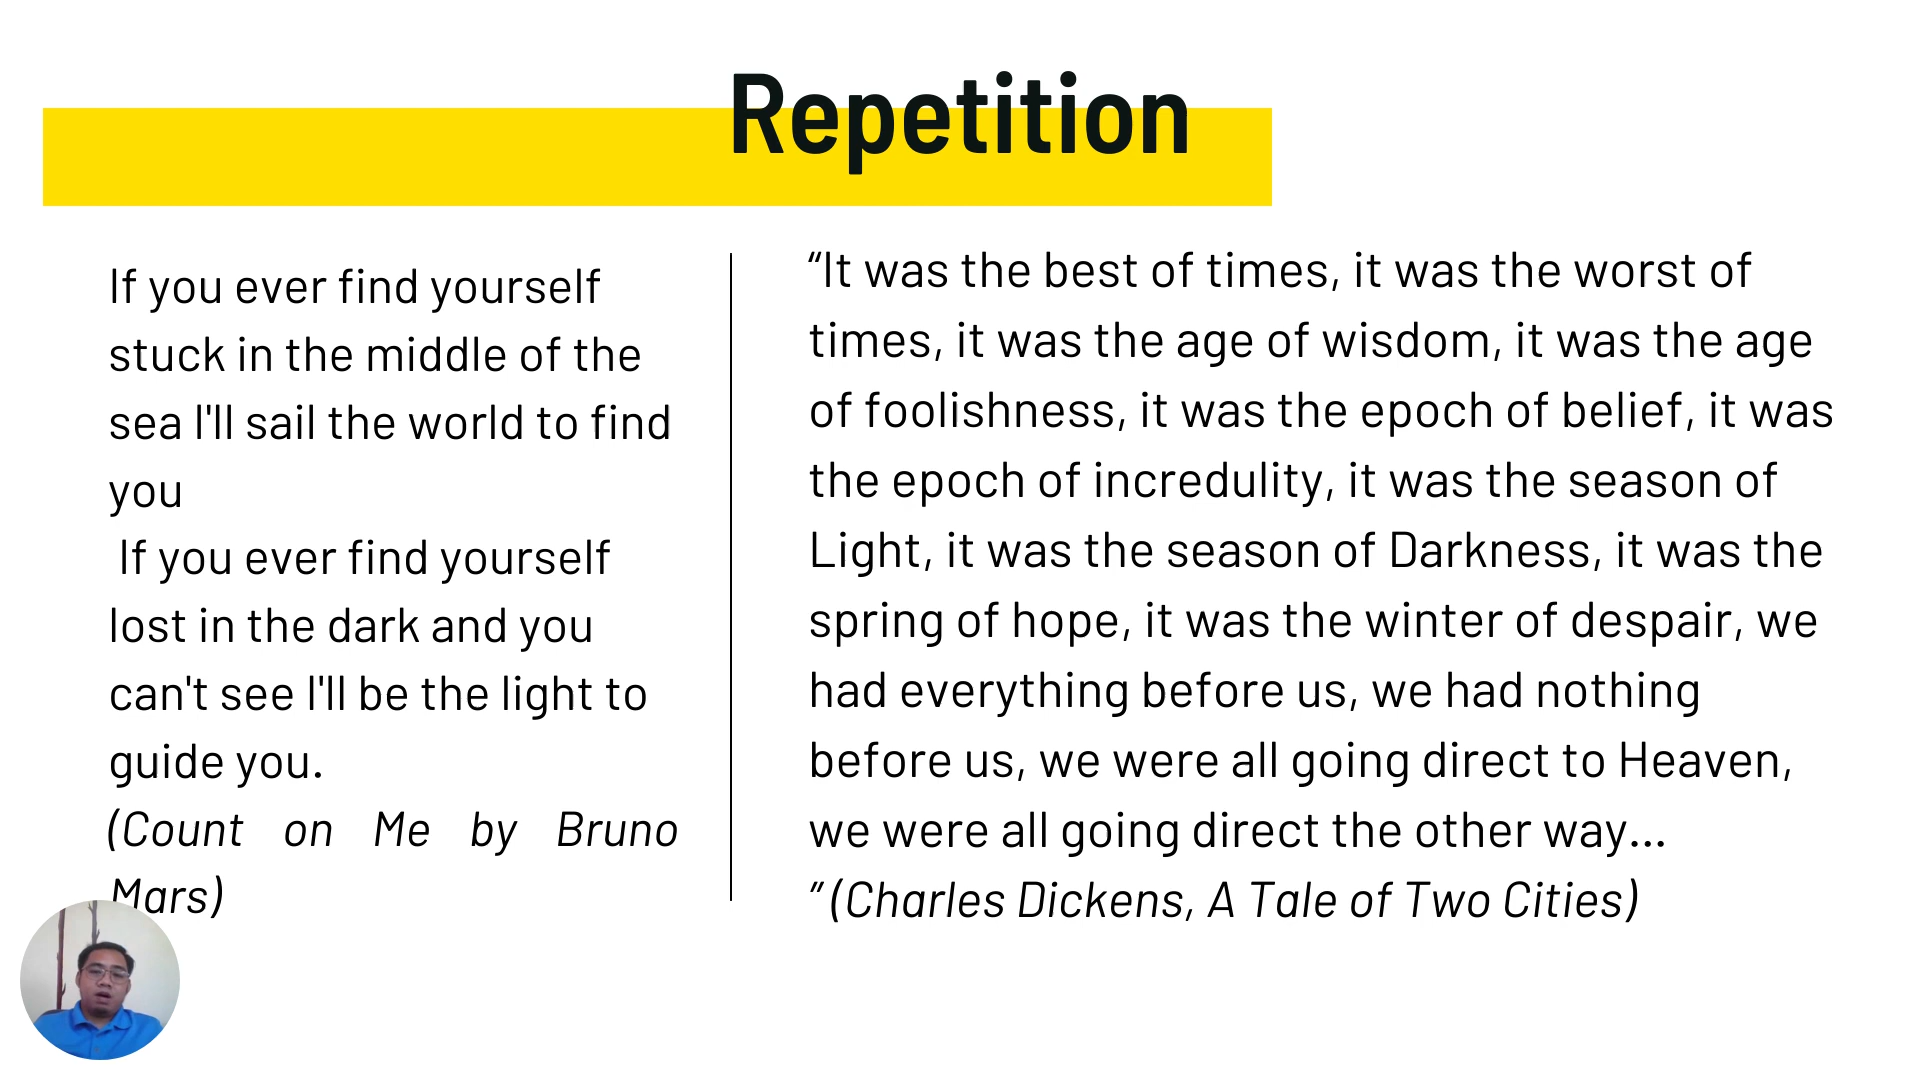 Repetition
If you ever find yourself
stuck in the middle of the
sea I'll sail the world to find
you
If you ever find yourself
lost in the dark and you
can't see I'll be the light to
guide you.
(Count on Me by Bruno
Mars)
“It was the best of times, it was the worst of
times, it was the age of wisdom, it was the age
of foolishness, it was the epoch of belief, it was
the epoch of incredulity, it was the season of
Light, it was the season of Darkness, it was the
spring of hope, it was the winter of despair, we
had everything before us, we had nothing
before us, we were all going direct to Heaven,
we were all going direct the other way...
” (Charles Dickens, A Tale of Two Cities)